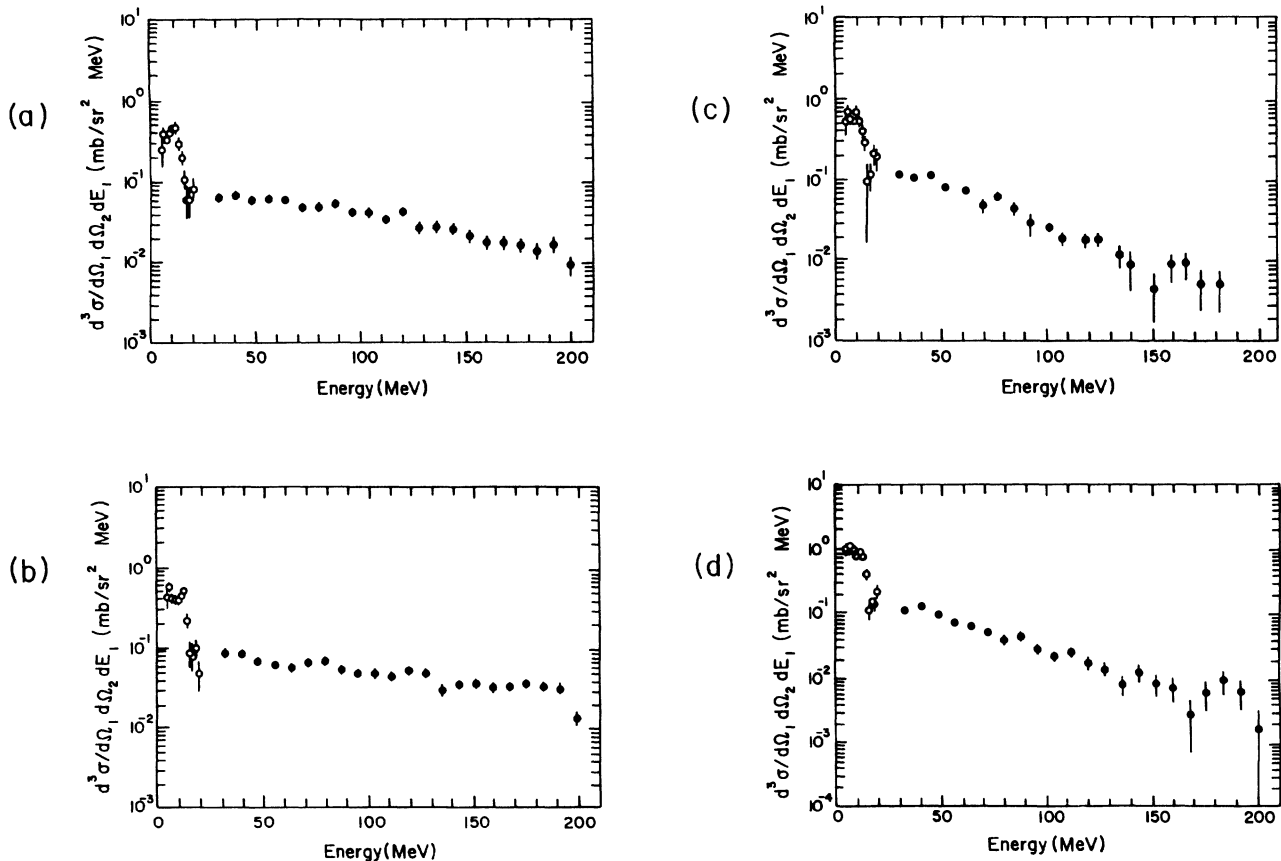 (a)
d³σ/dΩ₁ dΩ₂ dE₁ (mb/sr² MeV)
10¹
10⁰
10⁻¹
10⁻²
10⁻³
0 50 100 150 200
Energy(MeV)
(c)
d³σ/dΩ₁ dΩ₂ dE₁ (mb/sr² MeV)
10¹
10⁰
10⁻¹
10⁻²
10⁻³
0 50 100 150 200
Energy(MeV)
(b)
d³σ/dΩ₁ dΩ₂ dE₁ (mb/sr² MeV)
10¹
10⁰
10⁻¹
10⁻²
10⁻³
0 50 100 150 200
Energy(MeV)
(d)
d³σ/dΩ₁ dΩ₂ dE₁ (mb/sr² MeV)
10¹
10⁰
10⁻¹
10⁻²
10⁻³
10⁻⁴
0 50 100 150 200
Energy(MeV)